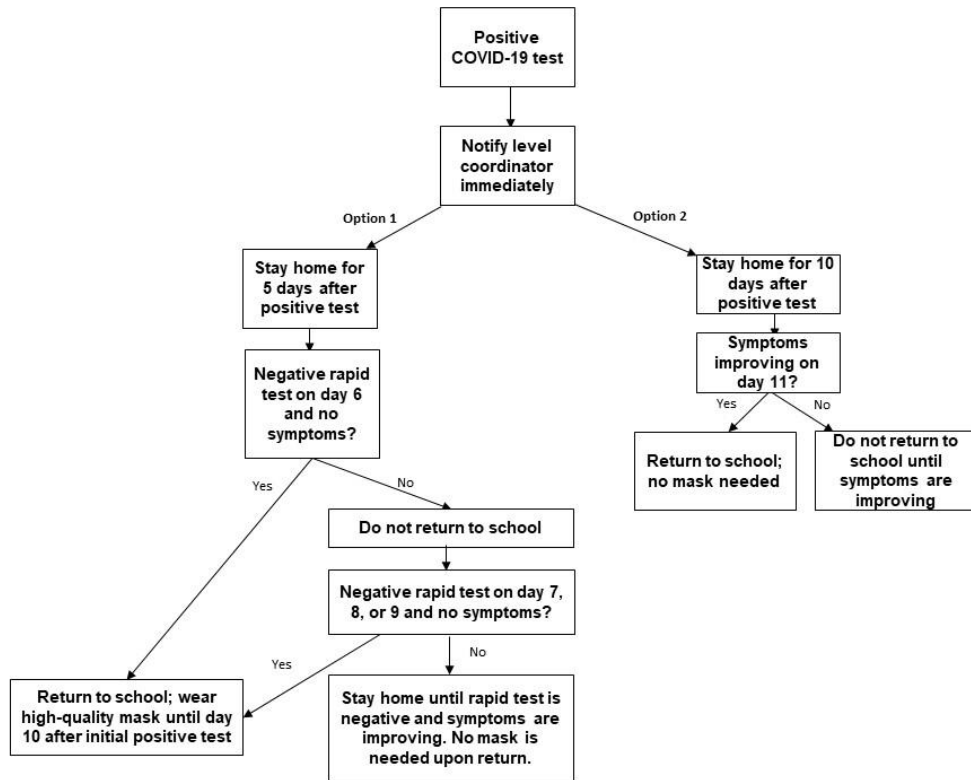 Positive
COVID-19 test
Notify level
coordinator
immediately
Option 1
Option 2
Stay home for
5 days after
positive test
Stay home for 10
days after
positive test
Negative rapid
test on day 6
and no
symptoms?
Symptoms
improving on
day 11?
Yes
No
Return to school;
no mask needed
Do not return to
school until
symptoms are
improving
Yes
No
Do not return to school
Negative rapid test on day 7,
8, or 9 and no symptoms?
Yes
No
Return to school; wear
high-quality mask until day
10 after initial positive test
Stay home until rapid test is
negative and symptoms are
improving. No mask is
needed upon return.